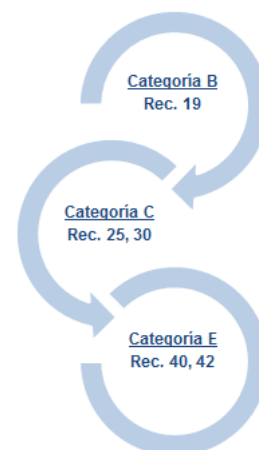 Categoría B
Rec. 19
Categoría C
Rec. 25, 30
Categoría E
Rec. 40, 42